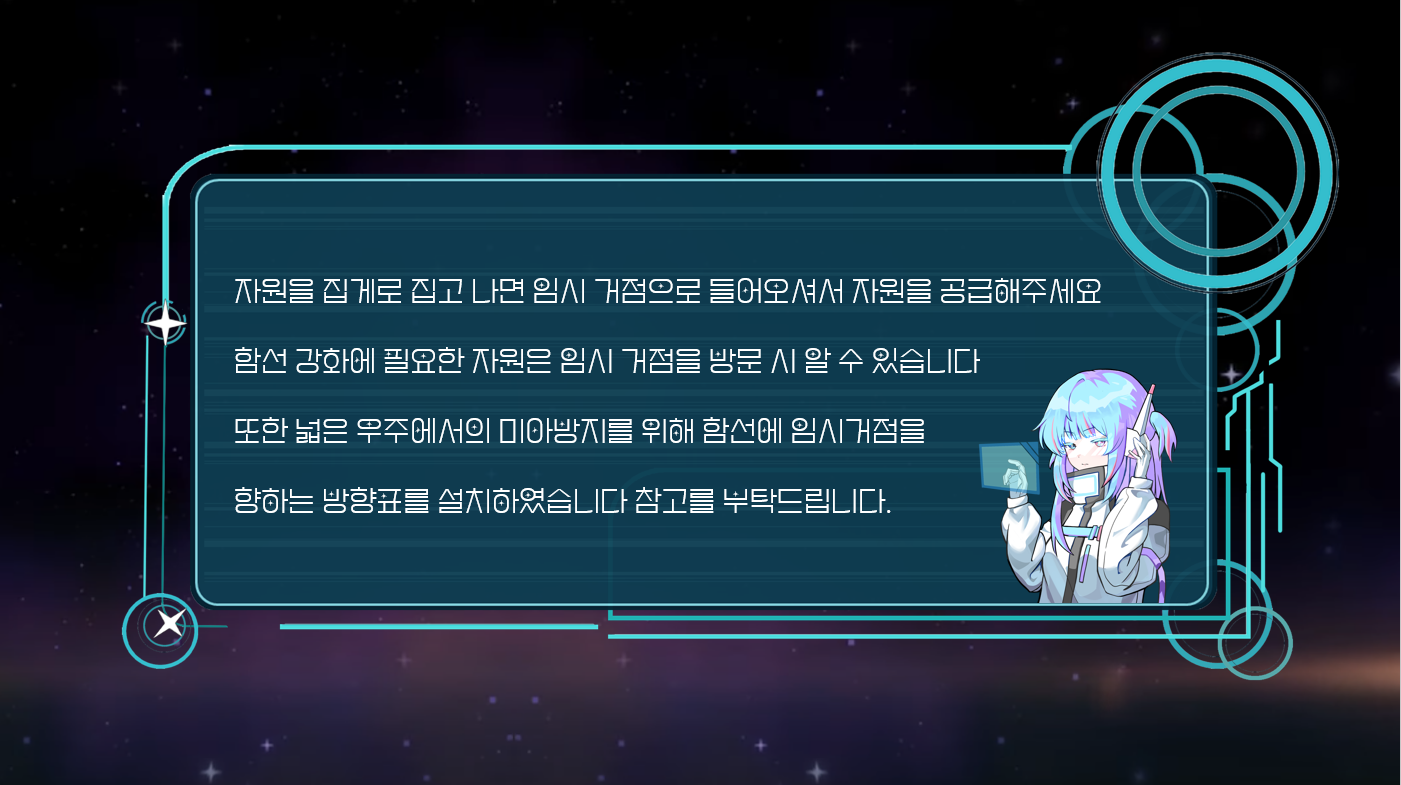 자원을 집게로 집고 나면 임시 거점으로 들어오셔서 자원을 공급해주세요
함선 강화에 필요한 자원은 임시 거점을 방문 시 알 수 있습니다
또한 넓은 우주에서의 미아방지를 위해 함선에 임시거점을
향하는 방향표를 설치하였습니다 참고를 부탁드립니다.